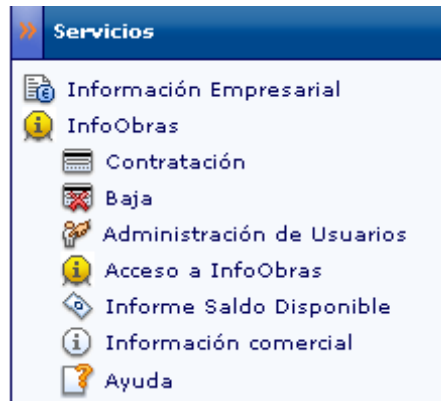 Servicios
Información Empresarial
InfoObras
Contratación
Baja
Administración de Usuarios
Acceso a InfoObras
Informe Saldo Disponible
Información comercial
Ayuda